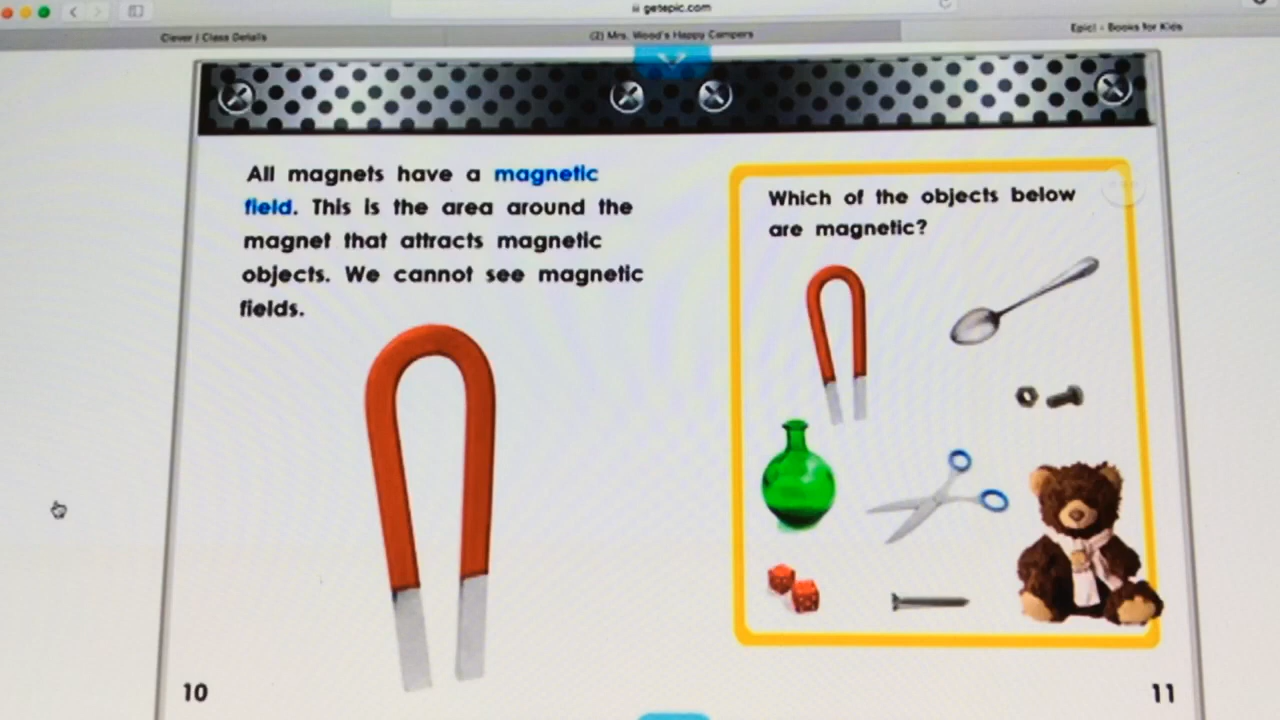 getepic.com
Clever | Class Details
(2) Mrs. Wood's Happy Campers
Epic! - Books for Kids
All magnets have a magnetic
field. This is the area around the
magnet that attracts magnetic
objects. We cannot see magnetic
fields.
10
Which of the objects below
are magnetic?
11